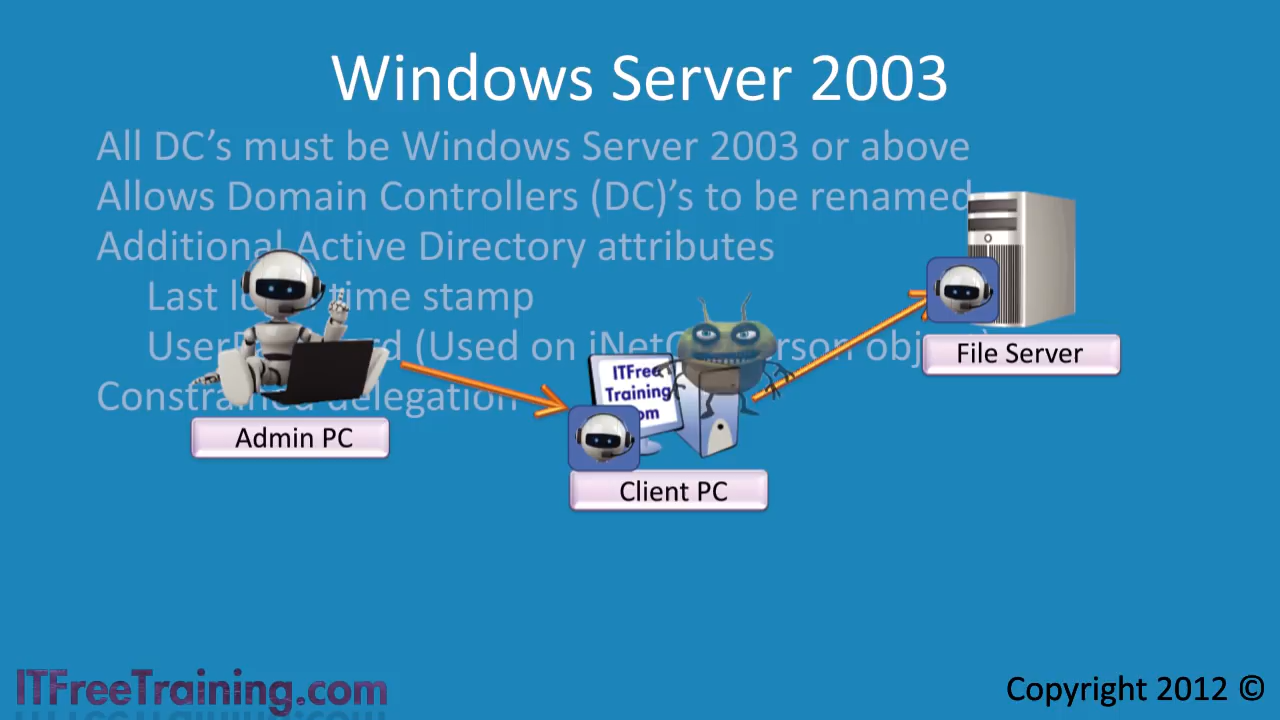 Windows Server 2003
All DC's must be Windows Server 2003 or above
Allows Domain Controllers (DC)'s to be renamed
Additional Active Directory attributes
Last time stamp
(Used on
Constrained delegation
File Server
ITFree
Training
Admin PC
Client PC
ITFreeTraining.com
Copyright 2012 ©